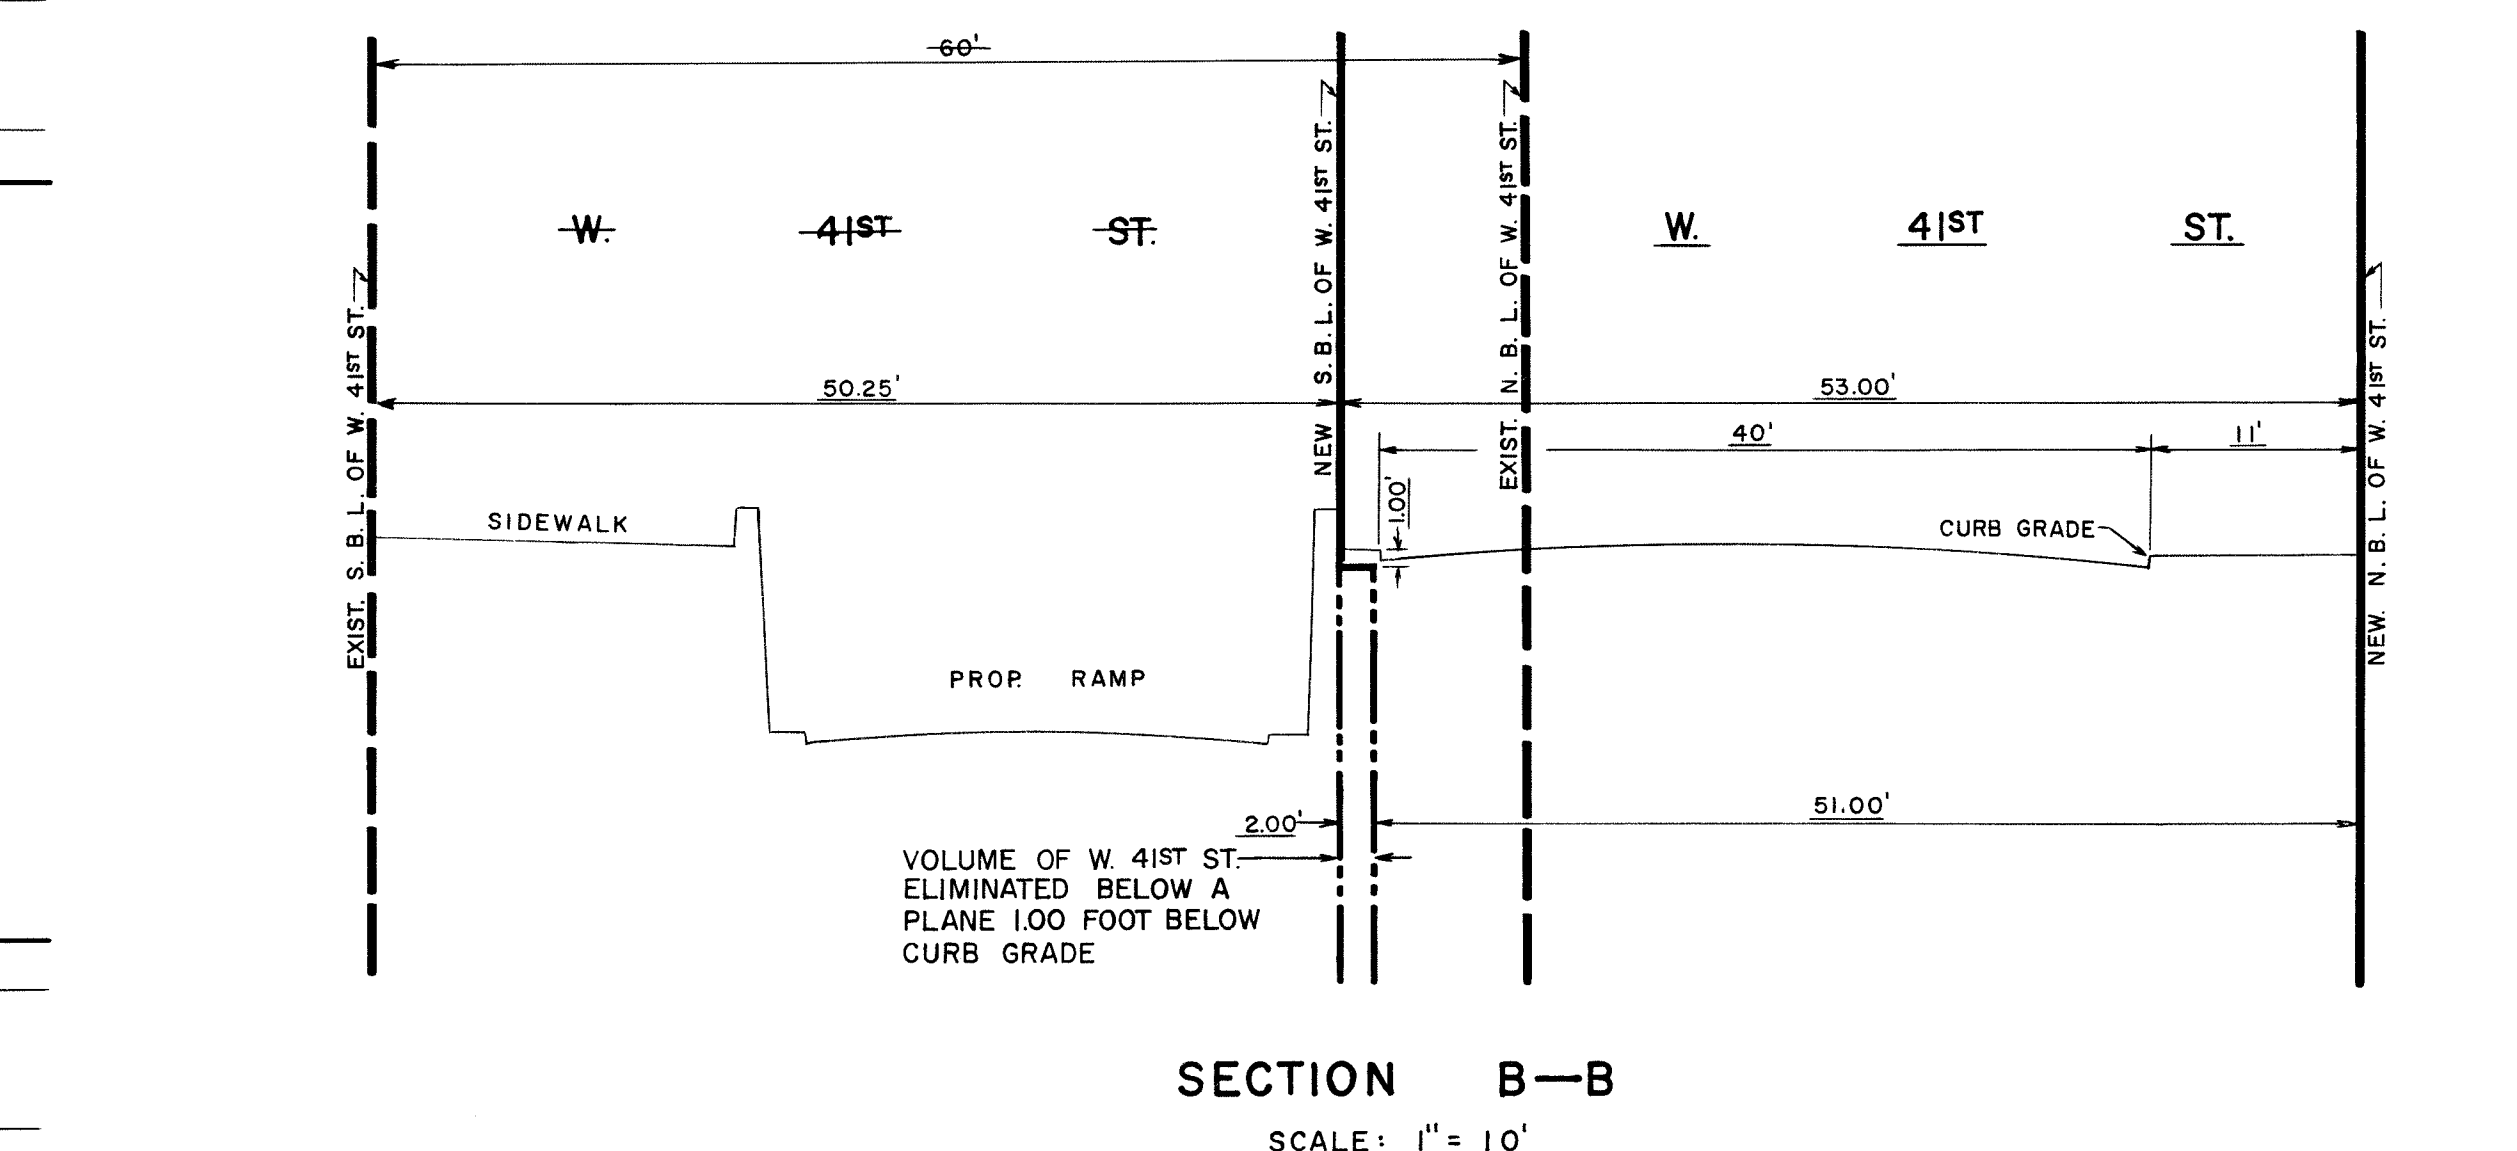 60'
W. 41ST ST.
W. 41ST ST.
EXIST. S. B. L. OF W. 41ST ST.
NEW S. B. L. OF W. 41ST ST.
EXIST. N. B. L. OF W. 41ST ST.
NEW. N. B. L. OF W. 41ST ST.
50.25'
53.00'
40'
11'
1.00'
SIDEWALK
CURB GRADE
PROP. RAMP
51.00'
2.00'
VOLUME OF W. 41ST ST.
ELIMINATED BELOW A
PLANE 1.00 FOOT BELOW
CURB GRADE
SECTION B—B
SCALE: 1" = 10'